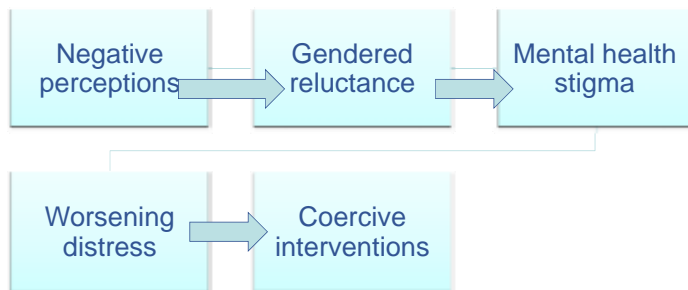 Negative
perceptions
Gendered
reluctance
Mental health
stigma
Worsening
distress
Coercive
interventions